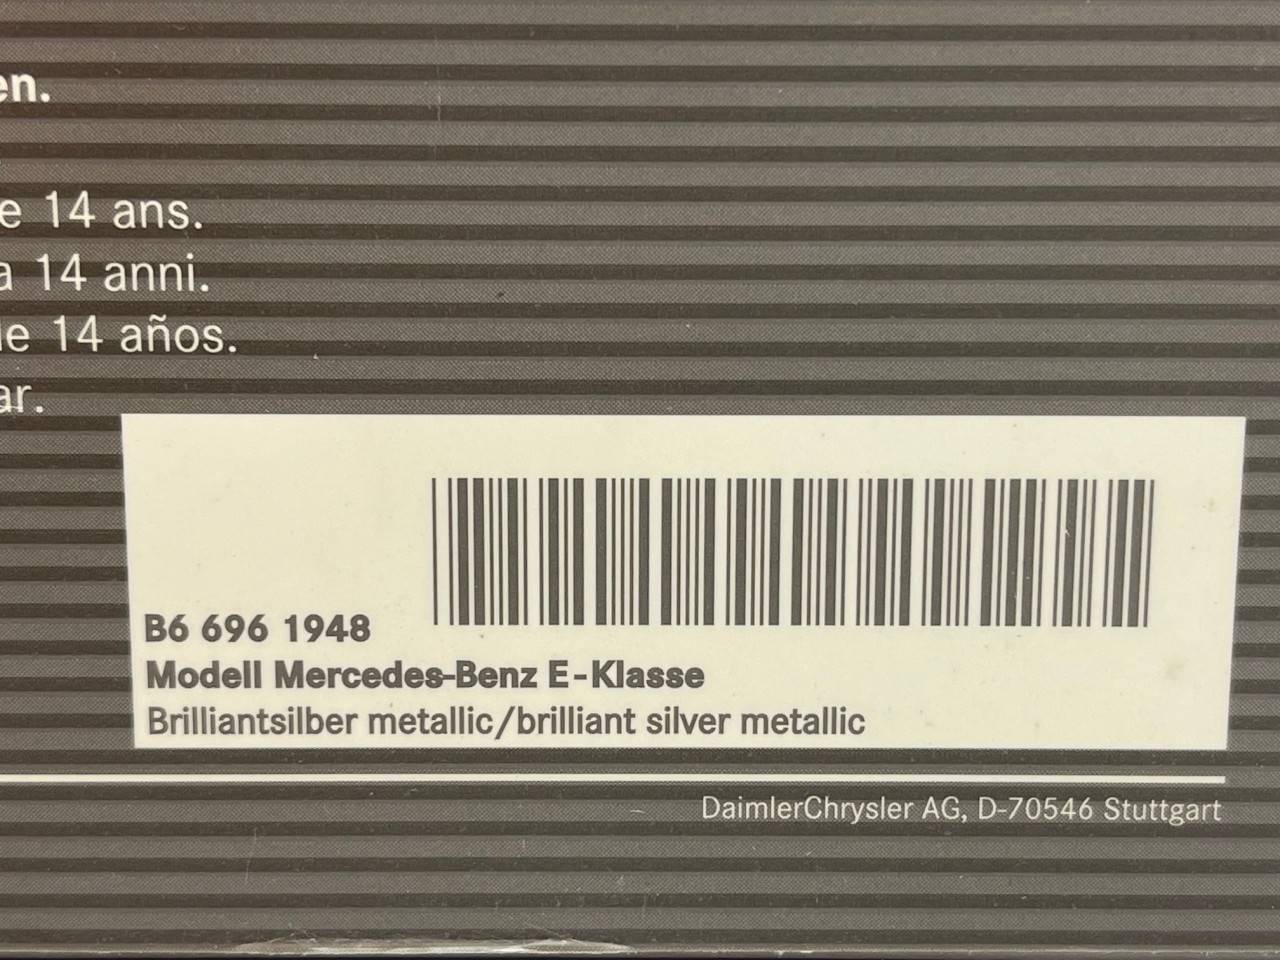 en.
e 14 ans.
a 14 anni.
e 14 años.
ar.
B6 696 1948
Modell Mercedes-Benz E-Klasse
Brilliantsilber metallic/brilliant silver metallic
DaimlerChrysler AG, D-70546 Stuttgart